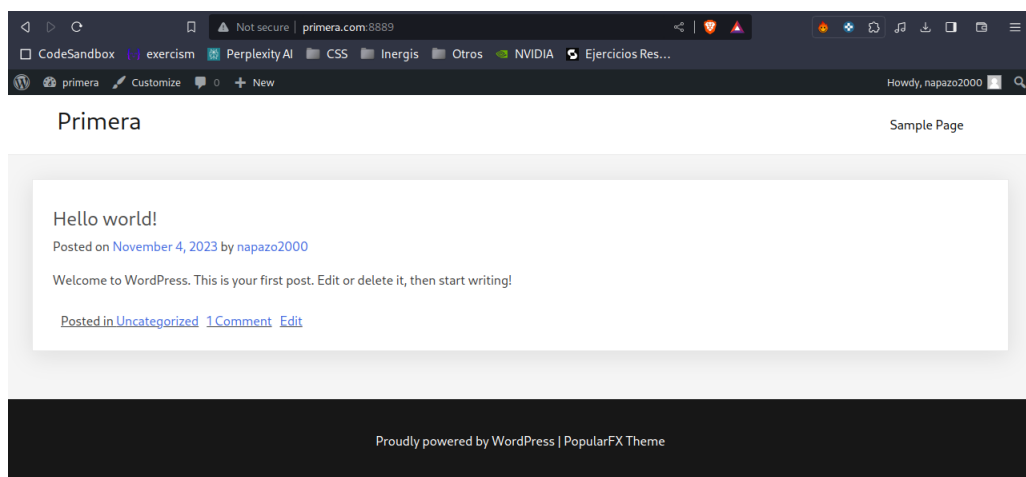 Not secure primera.com:8889
CodeSandbox exercism Perplexity AI CSS Inergis Otros NVIDIA Ejercicios Res...
primera Customize 0 New Howdy, napazo2000
Primera Sample Page
Hello world!
Posted on November 4, 2023 by napazo2000
Welcome to WordPress. This is your first post. Edit or delete it, then start writing!
Posted in Uncategorized 1 Comment Edit
Proudly powered by WordPress | PopularFX Theme